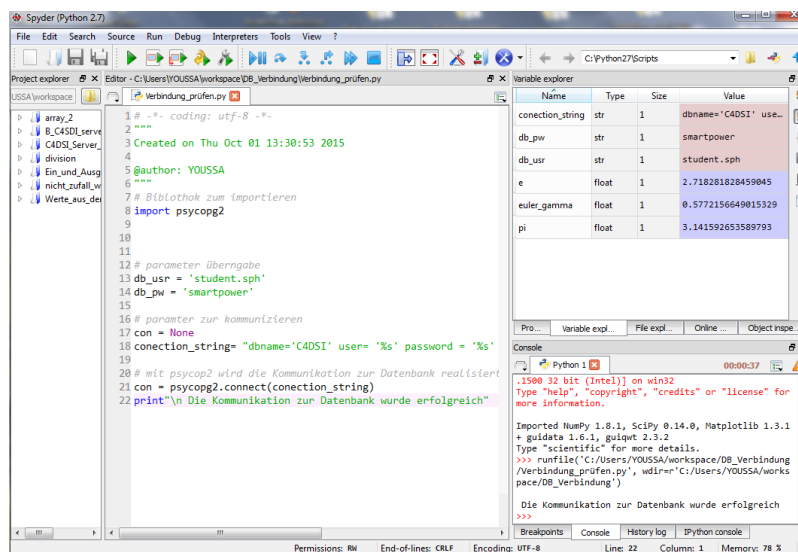 Spyder (Python 2.7)
File Edit Search Source Run Debug Interpreters Tools View ?
C:\Python27\Scripts
Project explorer
USSA\workspace
array_2
B_C4SDI_serve
C4DSI_Server_
division
Ein_und_Ausg
nicht_zufall_w
Werte_aus_der
Editor - C:\Users\YOUSSA\workspace\DB_Verbindung\Verbindung_prüfen.py
Verbindung_prüfen.py
1 # -*- coding: utf-8 -*-
2 """
3 Created on Thu Oct 01 13:30:53 2015
4
5 @author: YOUSSA
6 """
7 # Biblothok zum importieren
8 import psycopg2
9
10
11
12 # parameter überngabe
13 db_usr = 'student.sph'
14 db_pw = 'smartpower'
15
16 # paramter zur kommunizieren
17 con = None
18 conection_string= "dbname='C4DSI' user= '%s' password = '%s'
19
20 # mit psycop2 wird die Kommunikation zur Datenbank realisiert
21 con = psycopg2.connect(conection_string)
22 print"\n Die Kommunikation zur Datenbank wurde erfolgreich"
Variable explorer
Name Type Size Value
conection_string str 1 dbname='C4DSI' use…
db_pw str 1 smartpower
db_usr str 1 student.sph
e float 1 2.718281828459045
euler_gamma float 1 0.5772156649015329
pi float 1 3.141592653589793
Pro... Variable expl... File expl... Online ... Object inspe...
Console
Python 1 00:00:37
.1500 32 bit (Intel)] on win32
Type "help", "copyright", "credits" or "license" for
more information.
Imported NumPy 1.8.1, SciPy 0.14.0, Matplotlib 1.3.1
+ guidata 1.6.1, guiqwt 2.3.2
Type "scientific" for more details.
>>> runfile('C:/Users/YOUSSA/workspace/DB_Verbindung
/Verbindung_prüfen.py', wdir=r'C:/Users/YOUSSA/works
pace/DB_Verbindung')
Die Kommunikation zur Datenbank wurde erfolgreich
>>>
Breakpoints Console History log IPython console
Permissions: RW End-of-lines: CRLF Encoding: UTF-8 Line: 22 Column: 1 Memory: 78 %